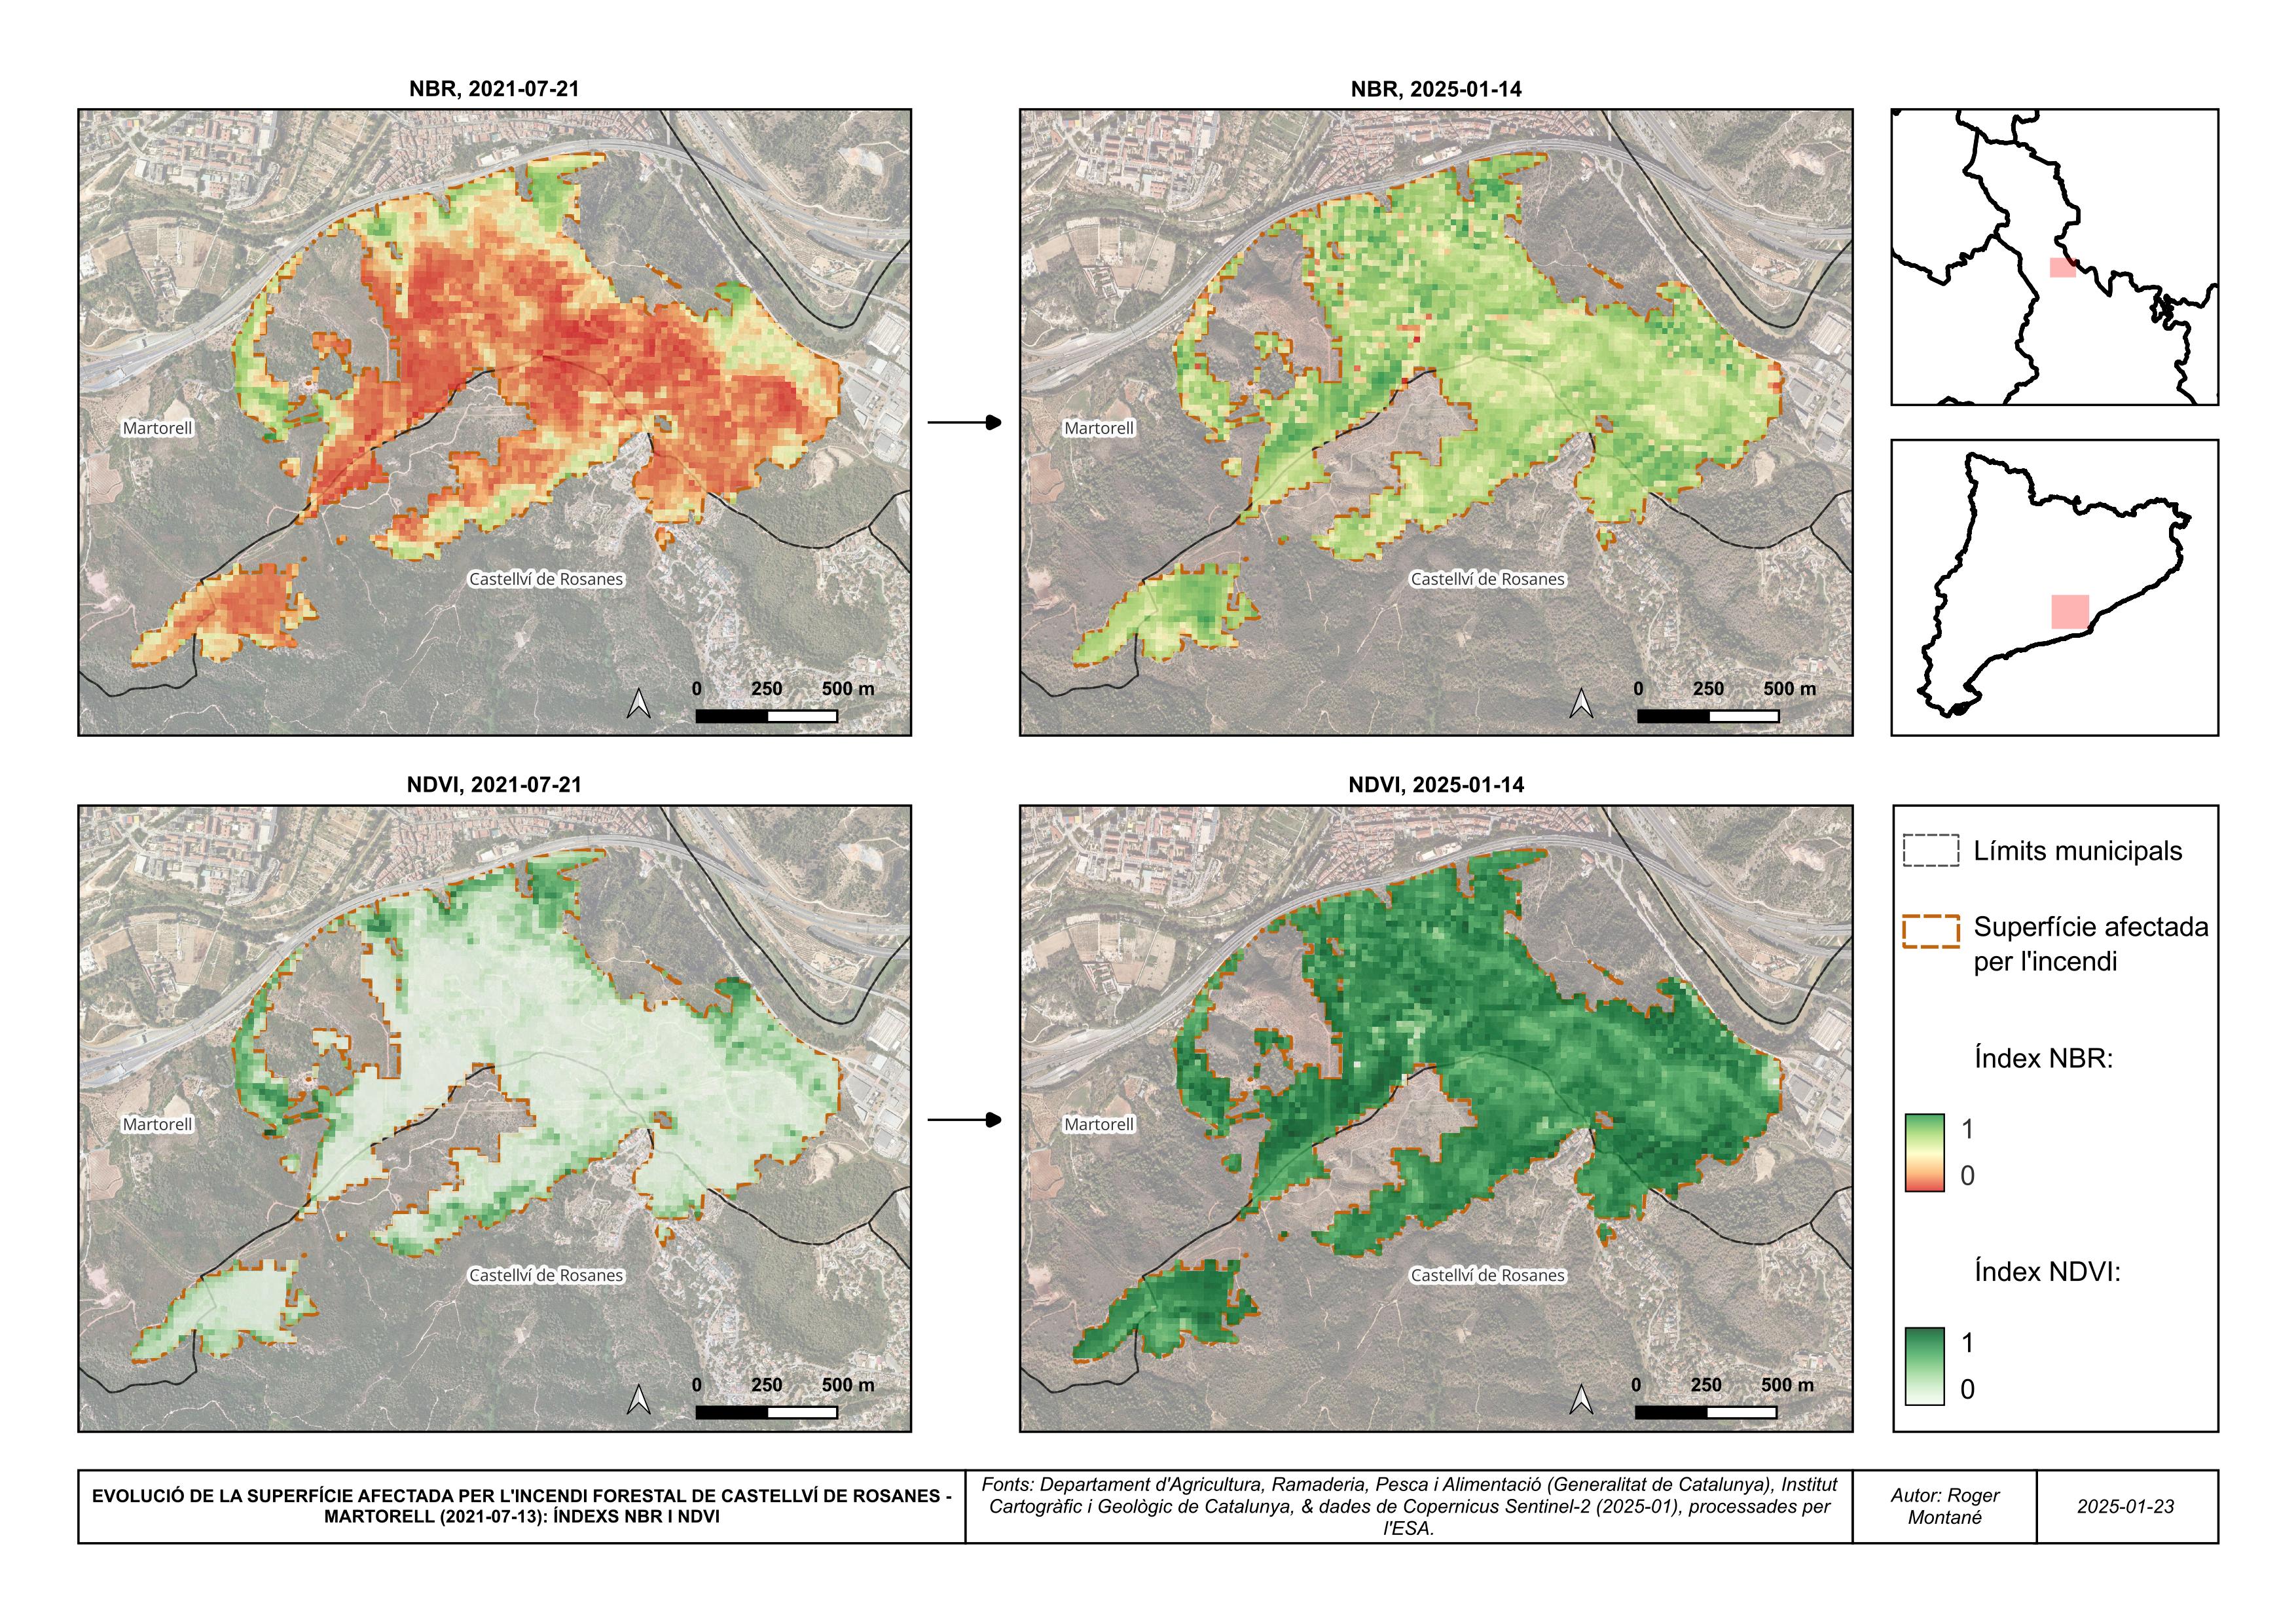 NBR, 2021-07-21
NBR, 2025-01-14
Martorell
Castellví de Rosanes
0 250 500 m
Martorell
Castellví de Rosanes
0 250 500 m
NDVI, 2021-07-21
NDVI, 2025-01-14
Martorell
Castellví de Rosanes
0 250 500 m
Martorell
Castellví de Rosanes
0 250 500 m
Límits municipals
Superfície afectada
per l'incendi
Índex NBR:
1
0
Índex NDVI:
1
0
EVOLUCIÓ DE LA SUPERFÍCIE AFECTADA PER L'INCENDI FORESTAL DE CASTELLVÍ DE ROSANES -
MARTORELL (2021-07-13): ÍNDEXS NBR I NDVI
Fonts: Departament d'Agricultura, Ramaderia, Pesca i Alimentació (Generalitat de Catalunya), Institut
Cartogràfic i Geològic de Catalunya, & dades de Copernicus Sentinel-2 (2025-01), processades per
l'ESA.
Autor: Roger
Montané
2025-01-23